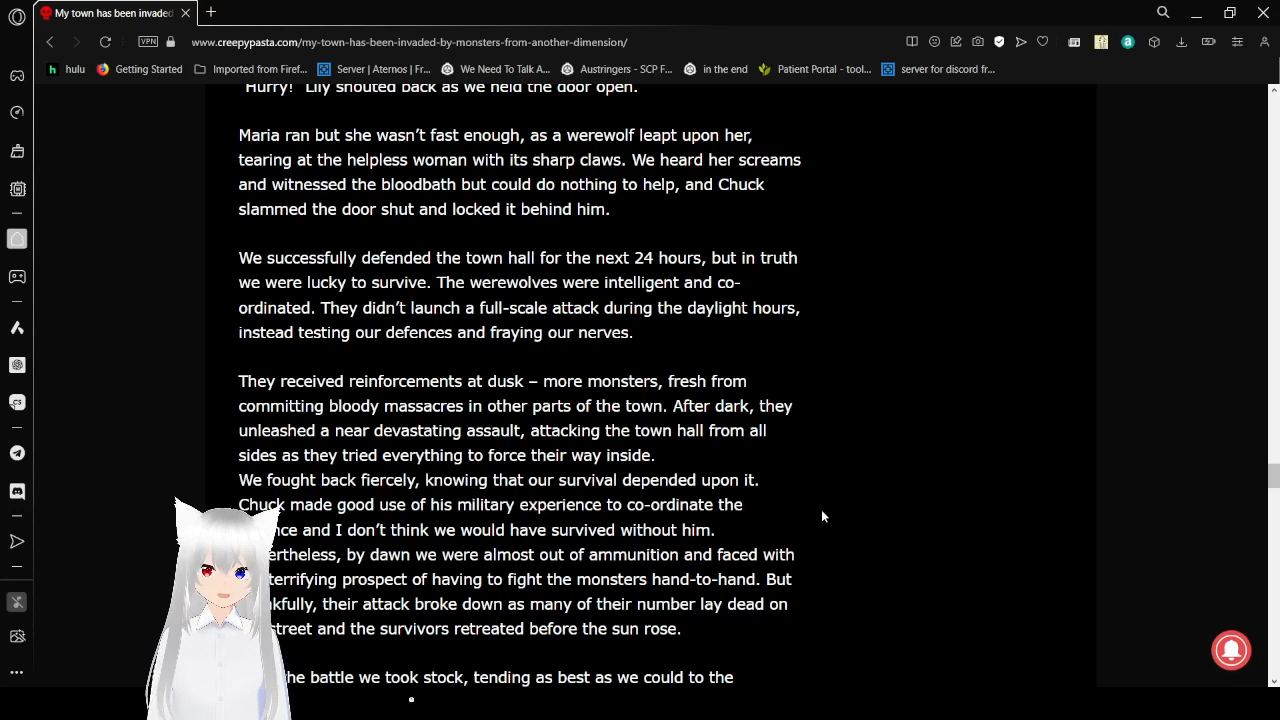 My town has been invaded
VPN
www.creepypasta.com/my-town-has-been-invaded-by-monsters-from-another-dimension/
hulu
Getting Started
Imported from Firef...
Server | Aternos | Fr...
We Need To Talk A...
Austringers - SCP F...
in the end
Patient Portal - tool...
server for discord fr...
"Hurry!" Lily shouted back as we held the door open.
Maria ran but she wasn't fast enough, as a werewolf leapt upon her,
tearing at the helpless woman with its sharp claws. We heard her screams
and witnessed the bloodbath but could do nothing to help, and Chuck
slammed the door shut and locked it behind him.
We successfully defended the town hall for the next 24 hours, but in truth
we were lucky to survive. The werewolves were intelligent and co-
ordinated. They didn't launch a full-scale attack during the daylight hours,
instead testing our defences and fraying our nerves.
They received reinforcements at dusk – more monsters, fresh from
committing bloody massacres in other parts of the town. After dark, they
unleashed a near devastating assault, attacking the town hall from all
sides as they tried everything to force their way inside.
We fought back fiercely, knowing that our survival depended upon it.
Chuck made good use of his military experience to co-ordinate the
nce and I don't think we would have survived without him.
ertheless, by dawn we were almost out of ammunition and faced with
terrifying prospect of having to fight the monsters hand-to-hand. But
nkfully, their attack broke down as many of their number lay dead on
street and the survivors retreated before the sun rose.
he battle we took stock, tending as best as we could to the